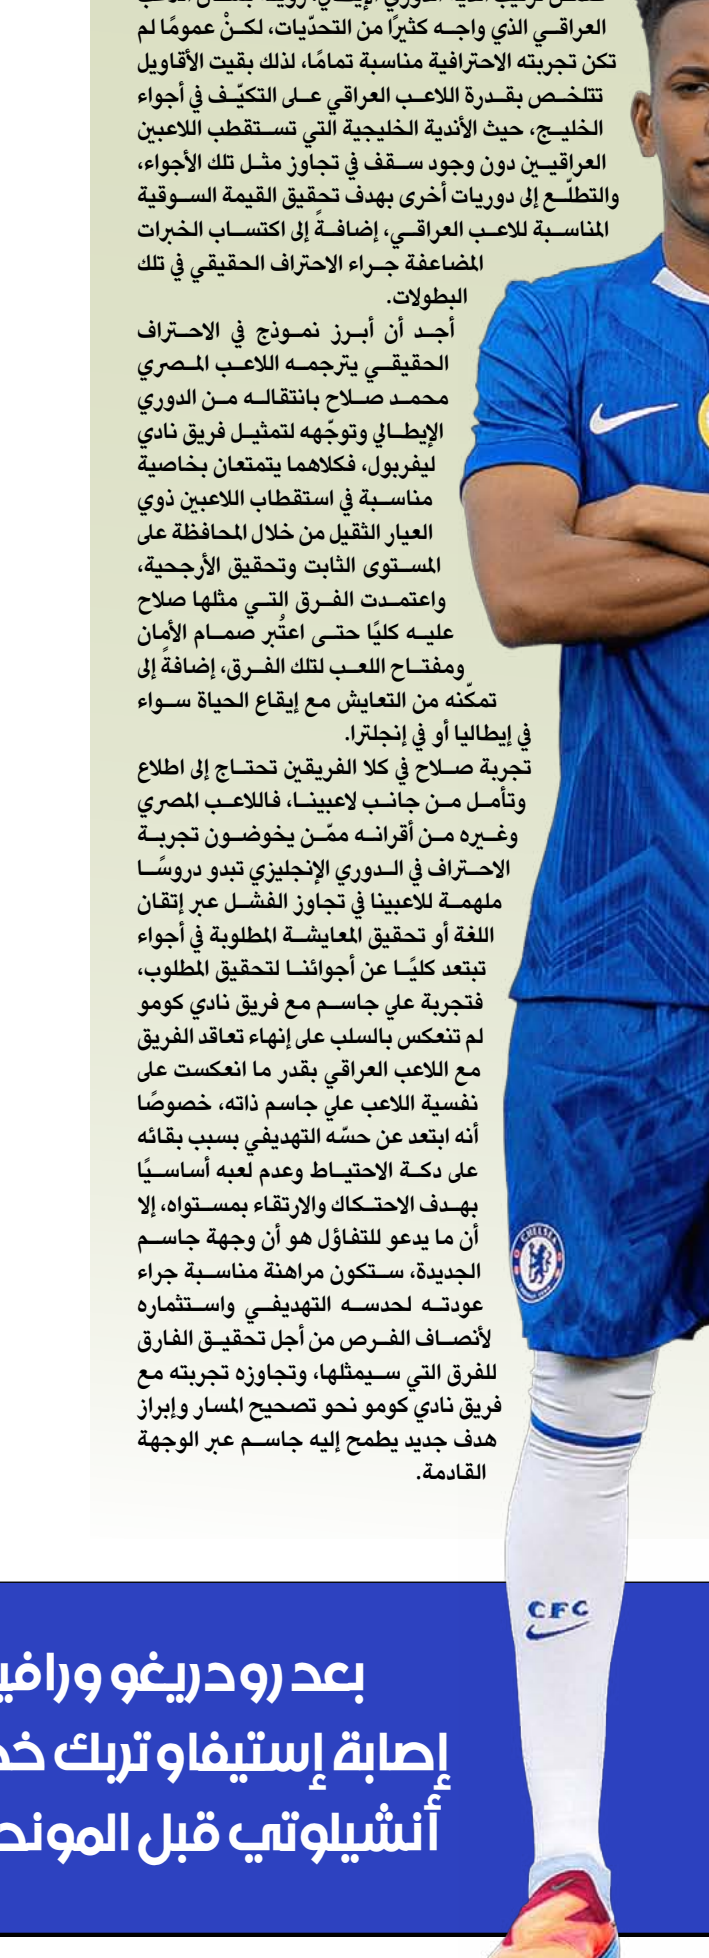 العراقي الذي واجه كثيرًا من التحدّيات، لكنْ عمومًا لم
تكن تجربته الاحترافية مناسبة تمامًا، لذلك بقيت الأقاويل
تتلخص بقدرة اللاعب العراقي على التكيّف في أجواء
الخليج، حيث الأندية الخليجية التي تستقطب اللاعبين
العراقيين دون وجود سقف في تجاوز مثل تلك الأجواء،
والتطلّع إلى دوريات أخرى بهدف تحقيق القيمة السوقية
المناسبة للاعب العراقي، إضافةً إلى اكتساب الخبرات
المضاعفة جراء الاحتراف الحقيقي في تلك
البطولات.
أجد أن أبرز نموذج في الاحتراف
الحقيقي يترجمه اللاعب المصري
محمد صلاح بانتقاله من الدوري
الإيطالي وتوجّهه لتمثيل فريق نادي
ليفربول، فكلاهما يتمتعان بخاصية
مناسبة في استقطاب اللاعبين ذوي
العيار الثقيل من خلال المحافظة على
المستوى الثابت وتحقيق الأرجحية،
واعتمدت الفرق التي مثلها صلاح
عليه كليًا حتى اعتُبر صمام الأمان
ومفتاح اللعب لتلك الفرق، إضافةً إلى
تمكّنه من التعايش مع إيقاع الحياة سواء
في إيطاليا أو في إنجلترا.
تجربة صلاح في كلا الفريقين تحتاج إلى اطلاع
وتأمل من جانب لاعبينا، فاللاعب المصري
وغيره من أقرانه ممّن يخوضون تجربة
الاحتراف في الدوري الإنجليزي تبدو دروسًا
ملهمة للاعبينا في تجاوز الفشل عبر إتقان
اللغة أو تحقيق المعايشة المطلوبة في أجواء
تبتعد كليًا عن أجوائنا لتحقيق المطلوب،
فتجربة علي جاسم مع فريق نادي كومو
لم تنعكس بالسلب على إنهاء تعاقد الفريق
مع اللاعب العراقي بقدر ما انعكست على
نفسية اللاعب علي جاسم ذاته، خصوصًا
أنه ابتعد عن حسّه التهديفي بسبب بقائه
على دكة الاحتياط وعدم لعبه أساسيًا
بهدف الاحتكاك والارتقاء بمستواه، إلا
أن ما يدعو للتفاؤل هو أن وجهة جاسم
الجديدة، ستكون مراهنة مناسبة جراء
عودته لحدسه التهديفي واستثماره
لأنصاف الفرص من أجل تحقيق الفارق
للفرق التي سيمثلها، وتجاوزه تجربته مع
فريق نادي كومو نحو تصحيح المسار وإبراز
هدف جديد يطمح إليه جاسم عبر الوجهة
القادمة.
CHELSEA
CFC
بعد رودريغو
إصابة إستيفاو تربك
أنشيلوتي قبل